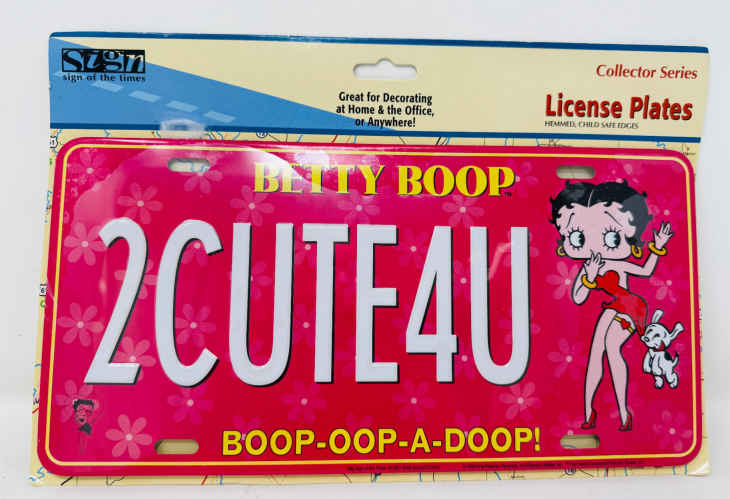 Sign
sign of the times
Great for Decorating
at Home & the Office,
or Anywhere!
Collector Series
License Plates
HEMMED, CHILD SAFE EDGES
BETTY BOOP™
2CUTE4U
BOOP-OOP-A-DOOP!